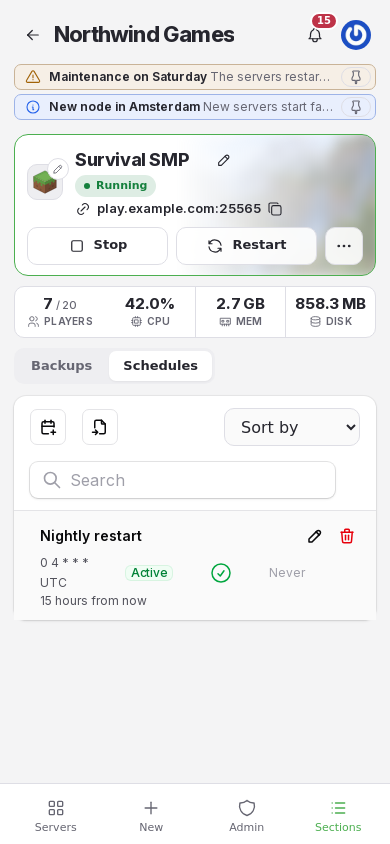 Northwind Games
15
Maintenance on Saturday The servers restar...
New node in Amsterdam New servers start fa...
Survival SMP
Running
play.example.com:25565
Stop
Restart
7 / 20
PLAYERS
42.0%
CPU
2.7 GB
MEM
858.3 MB
DISK
Backups
Schedules
Sort by
Search
Nightly restart
0 4 * * *
UTC
15 hours from now
Active
Never
Servers
New
Admin
Sections